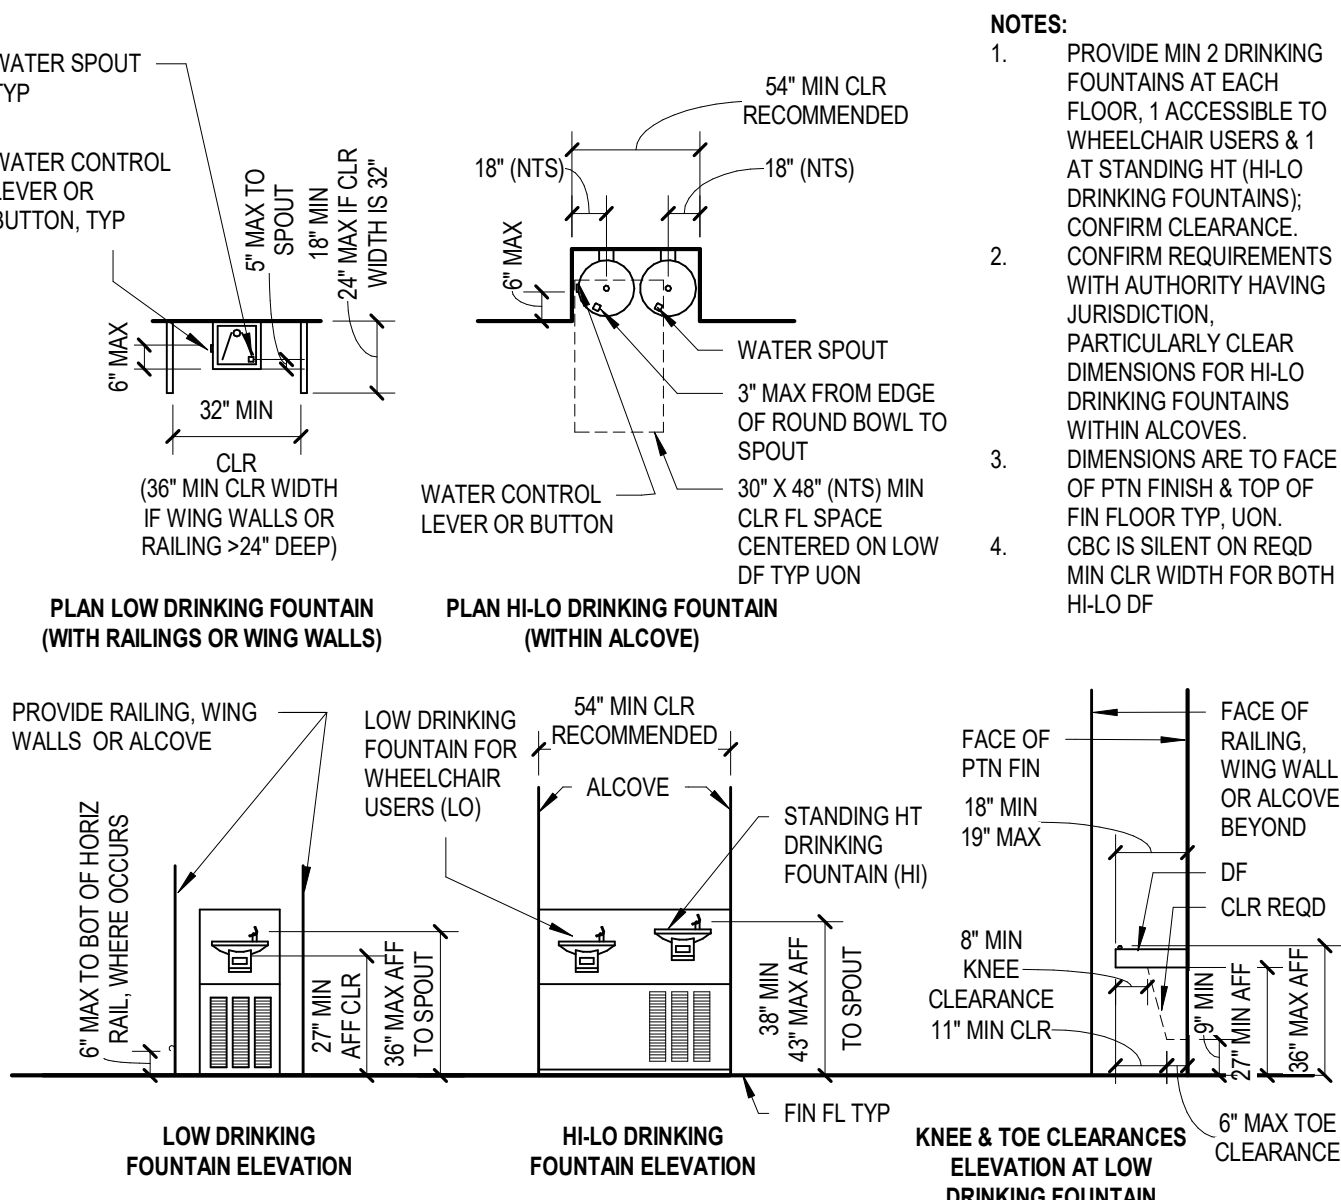 WATER SPOUT
TYP
WATER CONTROL
LEVER OR
BUTTON, TYP
5" MAX TO
SPOUT
18" MIN
24" MAX IF CLR
WIDTH IS 32"
6" MAX
32" MIN
CLR
(36" MIN CLR WIDTH
IF WING WALLS OR
RAILING >24" DEEP)
PLAN LOW DRINKING FOUNTAIN
(WITH RAILINGS OR WING WALLS)
54" MIN CLR
RECOMMENDED
18" (NTS)
18" (NTS)
6" MAX
WATER SPOUT
3" MAX FROM EDGE
OF ROUND BOWL TO
SPOUT
WATER CONTROL
LEVER OR BUTTON
30" X 48" (NTS) MIN
CLR FL SPACE
CENTERED ON LOW
DF TYP UON
PLAN HI-LO DRINKING FOUNTAIN
(WITHIN ALCOVE)
NOTES:
1. PROVIDE MIN 2 DRINKING
FOUNTAINS AT EACH
FLOOR, 1 ACCESSIBLE TO
WHEELCHAIR USERS & 1
AT STANDING HT (HI-LO
DRINKING FOUNTAINS);
CONFIRM CLEARANCE.
2. CONFIRM REQUIREMENTS
WITH AUTHORITY HAVING
JURISDICTION,
PARTICULARLY CLEAR
DIMENSIONS FOR HI-LO
DRINKING FOUNTAINS
WITHIN ALCOVES.
3. DIMENSIONS ARE TO FACE
OF PTN FINISH & TOP OF
FIN FLOOR TYP, UON.
4. CBC IS SILENT ON REQD
MIN CLR WIDTH FOR BOTH
HI-LO DF
PROVIDE RAILING, WING
WALLS OR ALCOVE
6" MAX TO BOT OF HORIZ
RAIL, WHERE OCCURS
27" MIN
AFF CLR
36" MAX AFF
TO SPOUT
LOW DRINKING
FOUNTAIN ELEVATION
LOW DRINKING
FOUNTAIN FOR
WHEELCHAIR
USERS (LO)
54" MIN CLR
RECOMMENDED
ALCOVE
STANDING HT
DRINKING
FOUNTAIN (HI)
38" MIN
43" MAX AFF
TO SPOUT
FIN FL TYP
HI-LO DRINKING
FOUNTAIN ELEVATION
FACE OF
PTN FIN
18" MIN
19" MAX
FACE OF
RAILING,
WING WALL
OR ALCOVE
BEYOND
DF
CLR REQD
8" MIN
KNEE
CLEARANCE
11" MIN CLR
9" MIN
27" MIN AFF
36" MAX AFF
6" MAX TOE
CLEARANCE
KNEE & TOE CLEARANCES
ELEVATION AT LOW
DRINKING FOUNTAIN